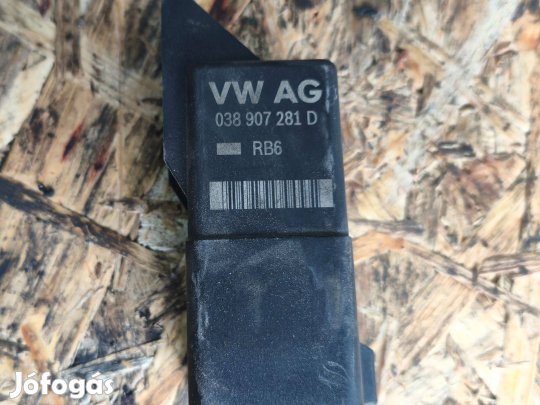 VW AG
038 907 281 D
RB6
Jófogás